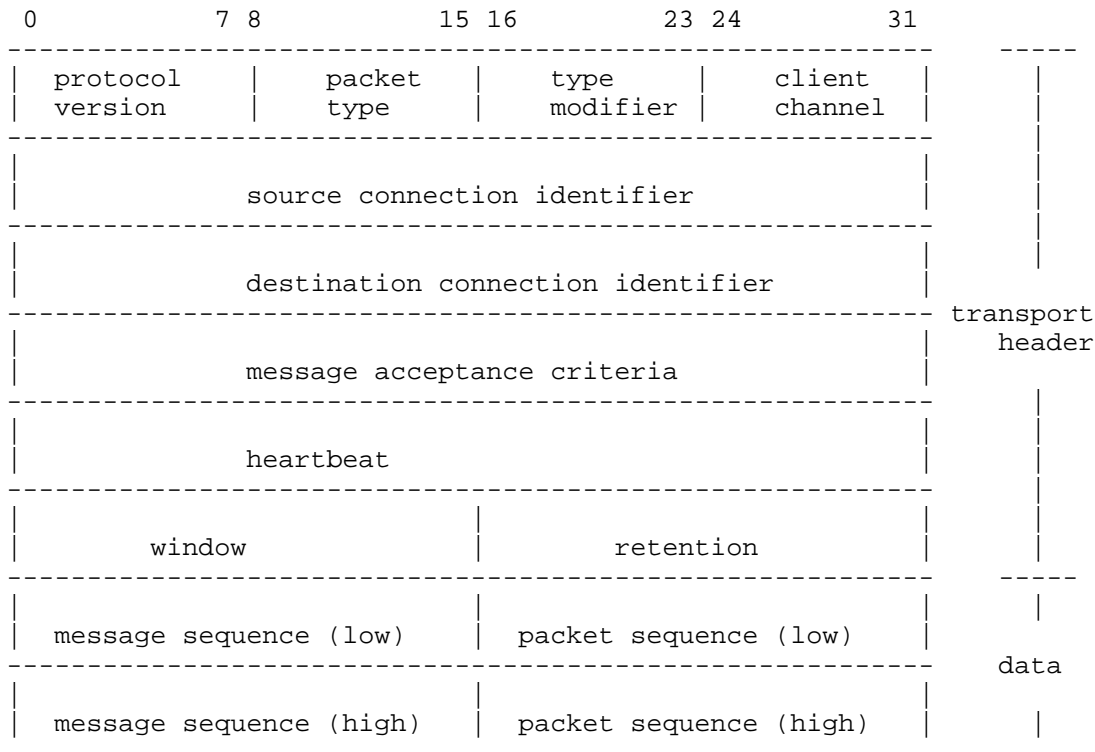 0 7 8 15 16 23 24 31
protocol packet type client
version type modifier channel
source connection identifier
destination connection identifier
transport
header
message acceptance criteria
heartbeat
window retention
message sequence (low) packet sequence (low)
data
message sequence (high) packet sequence (high)